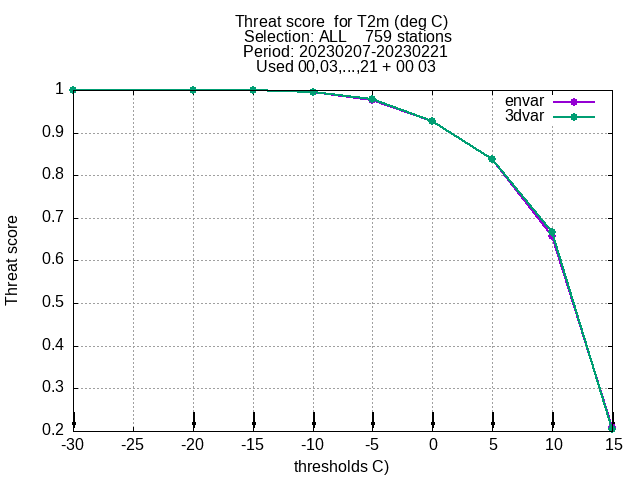 Threat score  for T2m (deg C)
Selection: ALL    759 stations
Period: 20230207-20230221
Used 00,03,...,21 + 00 03
envar
3dvar
1
0.9
0.8
0.7
0.6
0.5
0.4
0.3
0.2
Threat score
-30 -25 -20 -15 -10 -5 0 5 10 15
thresholds C)